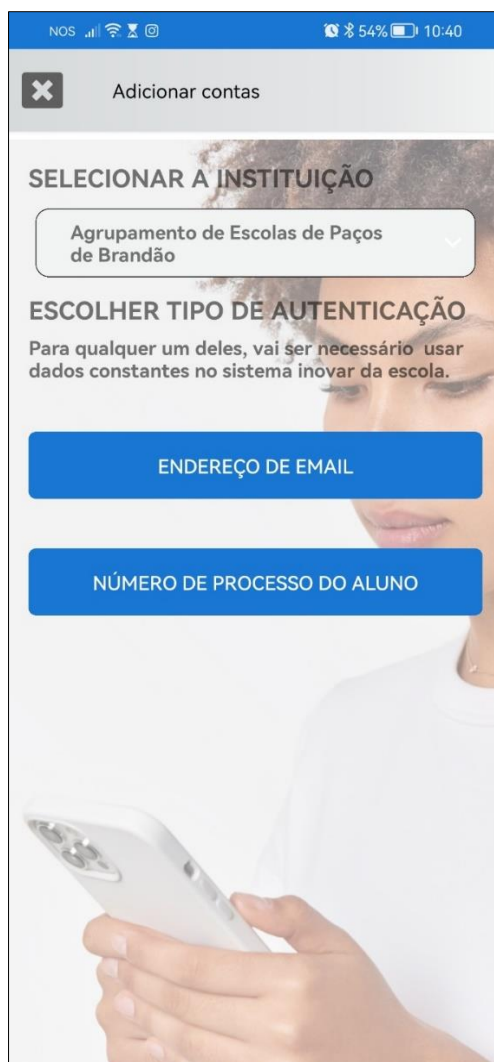 NOS 54% 10:40
Adicionar contas
SELECIONAR A INSTITUIÇÃO
Agrupamento de Escolas de Paços
de Brandão
ESCOLHER TIPO DE AUTENTICAÇÃO
Para qualquer um deles, vai ser necessário usar
dados constantes no sistema inovar da escola.
ENDEREÇO DE EMAIL
NÚMERO DE PROCESSO DO ALUNO